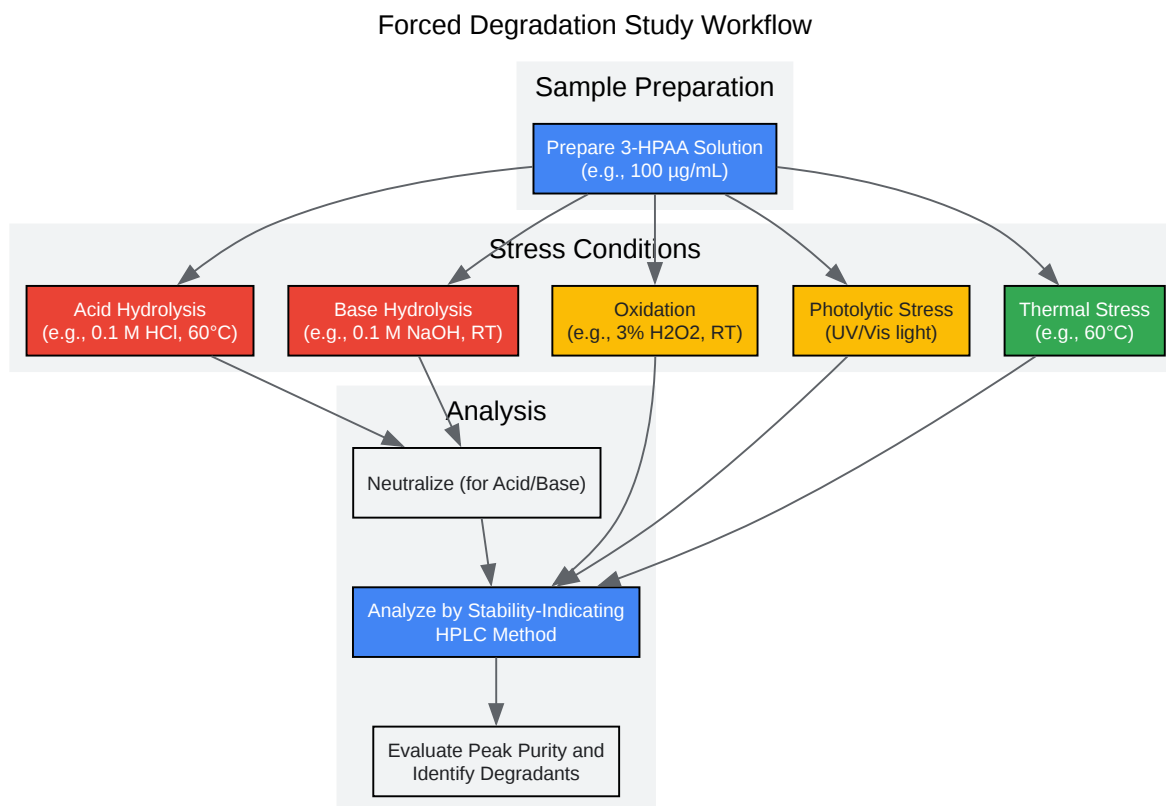 Forced Degradation Study Workflow
Sample Preparation
Prepare 3-HPAA Solution
(e.g., 100 µg/mL)
Stress Conditions
Acid Hydrolysis
(e.g., 0.1 M HCl, 60°C)
Base Hydrolysis
(e.g., 0.1 M NaOH, RT)
Oxidation
(e.g., 3% H2O2, RT)
Photolytic Stress
(UV/Vis light)
Thermal Stress
(e.g., 60°C)
Analysis
Neutralize (for Acid/Base)
Analyze by Stability-Indicating
HPLC Method
Evaluate Peak Purity and
Identify Degradants